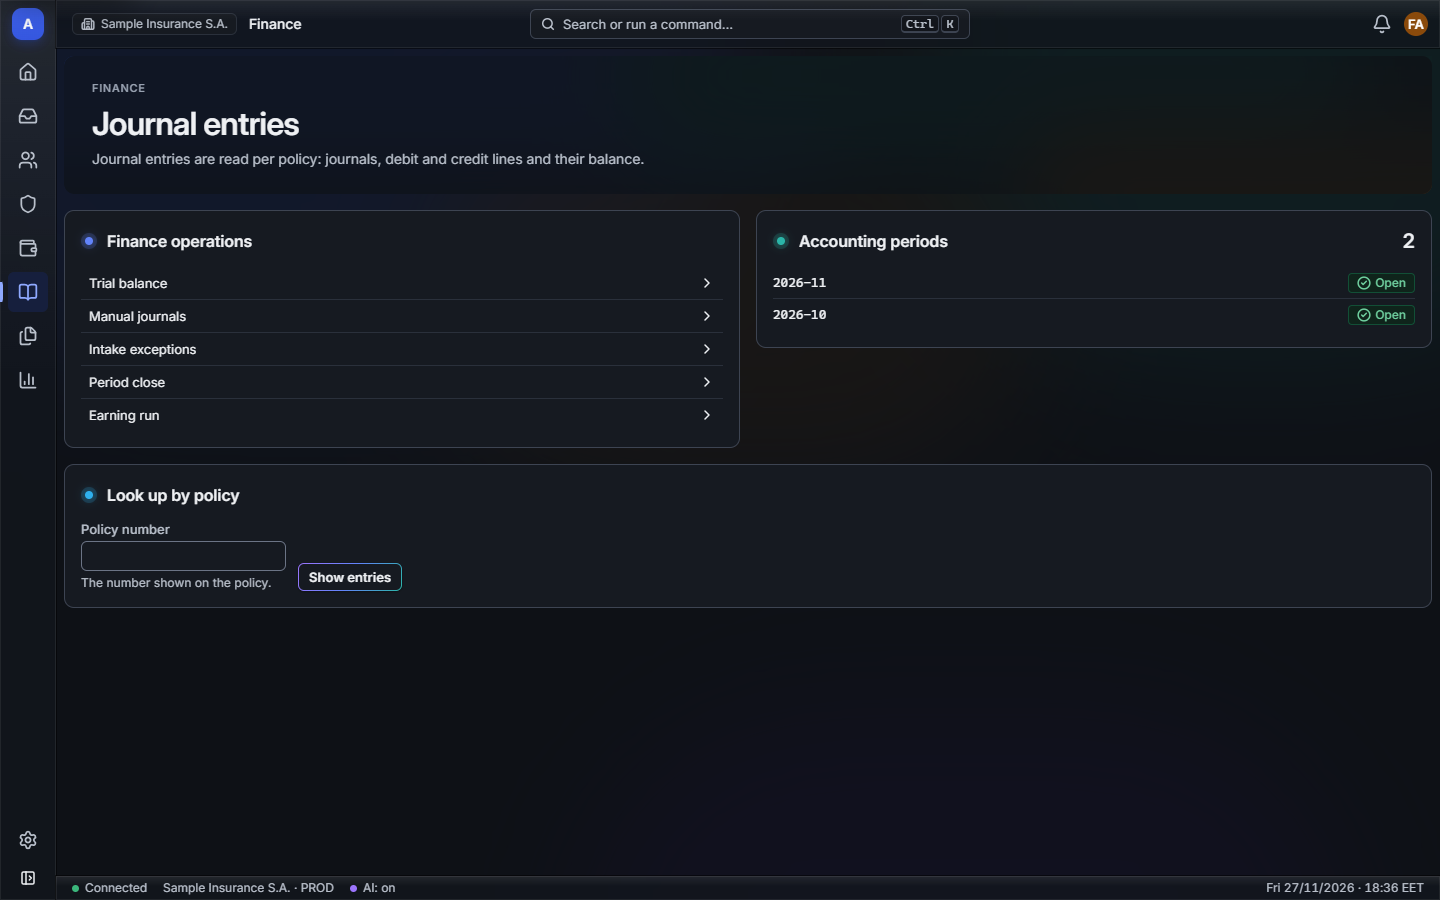 A
Sample Insurance S.A.
Finance
Search or run a command...
Ctrl K
FA
FINANCE
Journal entries
Journal entries are read per policy: journals, debit and credit lines and their balance.
Finance operations
Trial balance
Manual journals
Intake exceptions
Period close
Earning run
Accounting periods
2
2026-11
Open
2026-10
Open
Look up by policy
Policy number
The number shown on the policy.
Show entries
Connected
Sample Insurance S.A. · PROD
AI: on
Fri 27/11/2026 · 18:36 EET